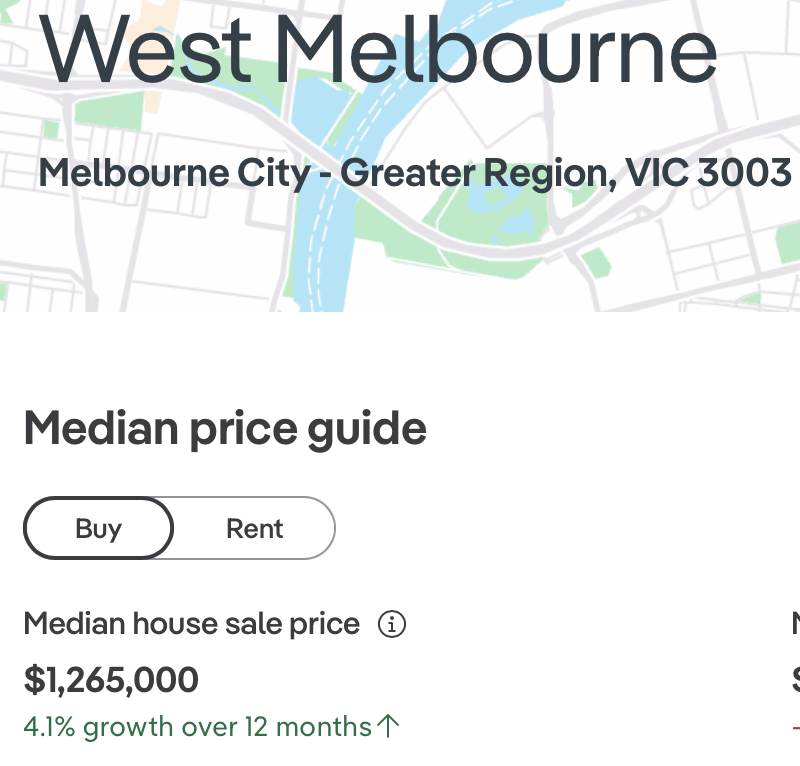 West Melbourne
Melbourne City - Greater Region, VIC 3003
Median price guide
Buy Rent
Median house sale price
$1,265,000
4.1% growth over 12 months↑